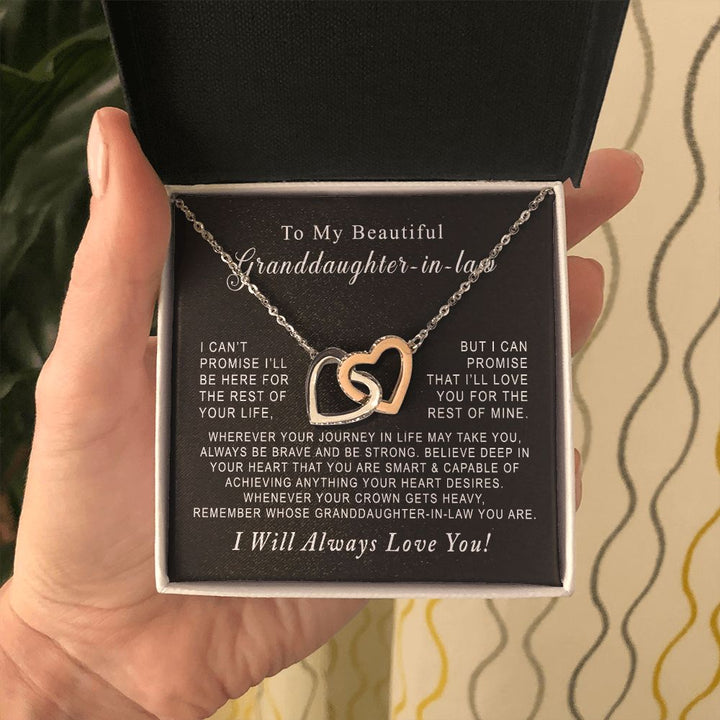 To My Beautiful
Granddaughter-in-law
I CAN'T
PROMISE I'LL
BE HERE FOR
THE REST OF
YOUR LIFE,
BUT I CAN
PROMISE
THAT I'LL LOVE
YOU FOR THE
REST OF MINE.
WHEREVER YOUR JOURNEY IN LIFE MAY TAKE YOU,
ALWAYS BE BRAVE AND BE STRONG. BELIEVE DEEP IN
YOUR HEART THAT YOU ARE SMART & CAPABLE OF
ACHIEVING ANYTHING YOUR HEART DESIRES.
WHENEVER YOUR CROWN GETS HEAVY,
REMEMBER WHOSE GRANDDAUGHTER-IN-LAW YOU ARE.
I Will Always Love You!